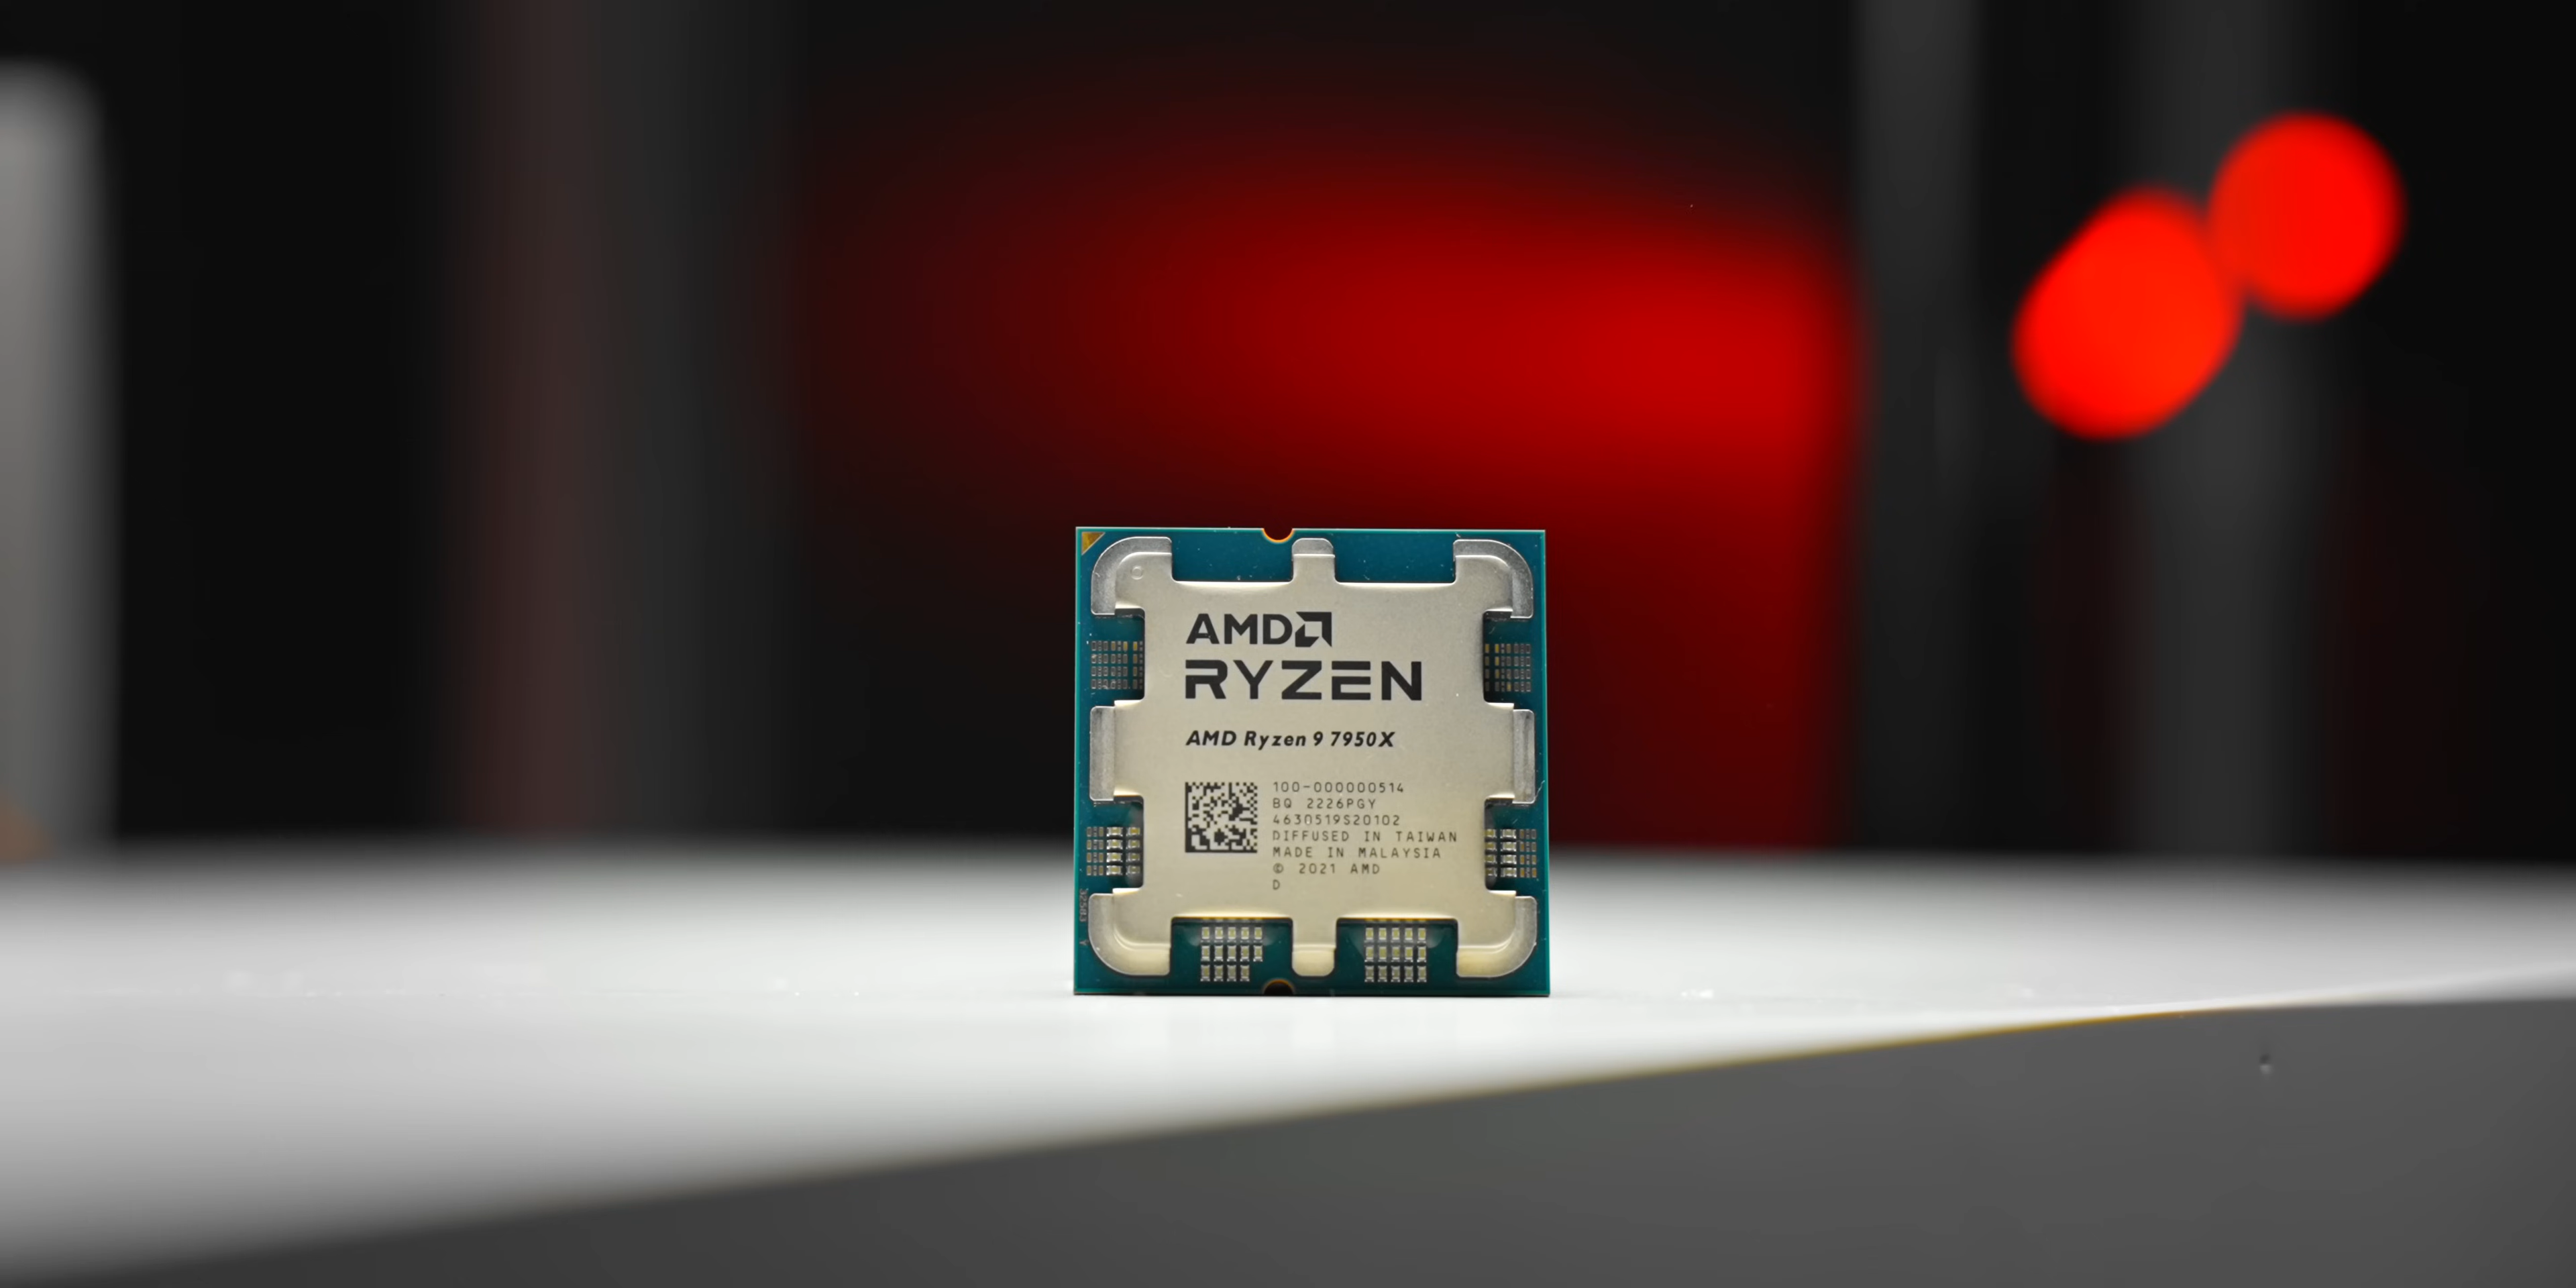 AMD
RYZEN
AMD Ryzen 9 7950X
100-000000514
BQ 2226PGY
4630519S20102
DIFFUSED IN TAIWAN
MADE IN MALAYSIA
© 2021 AMD
D